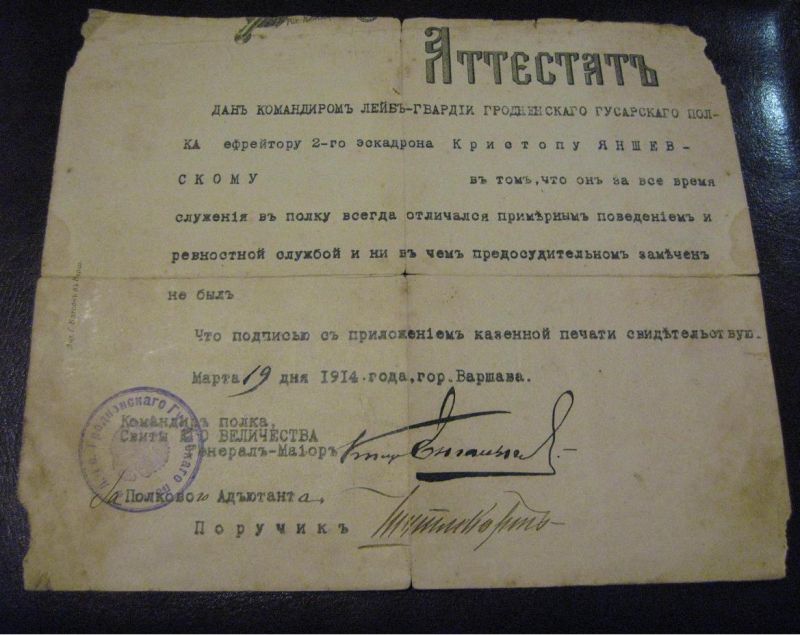 Аттестатъ
ДАНЪ КОМАНДИРОМЪ ЛЕЙБЪ-ГВАРДІИ ГРОДНЕНСКАГО ГУСАРСКАГО ПОЛ-
КА ефрейтору 2-го эскадрона Кристопу ЯНШЕВ-
СКОМУ въ томъ,что онъ за все время
служенія въ полку всегда отличался примѣрнымъ поведеніемъ и
ревностной службой и ни въ чемъ предосудительномъ замѣченъ
не былъ
Что подписью съ приложеніемъ казенной печати свидѣтельствую.
Марта 19 дня 1914 года,гор.Варшава.
Командиръ полка,
Свиты ЕГО ВЕЛИЧЕСТВА
Генералъ-Маіоръ
За Полкового Адъютанта,
Поручикъ
Гродненскаго Гусарскаго